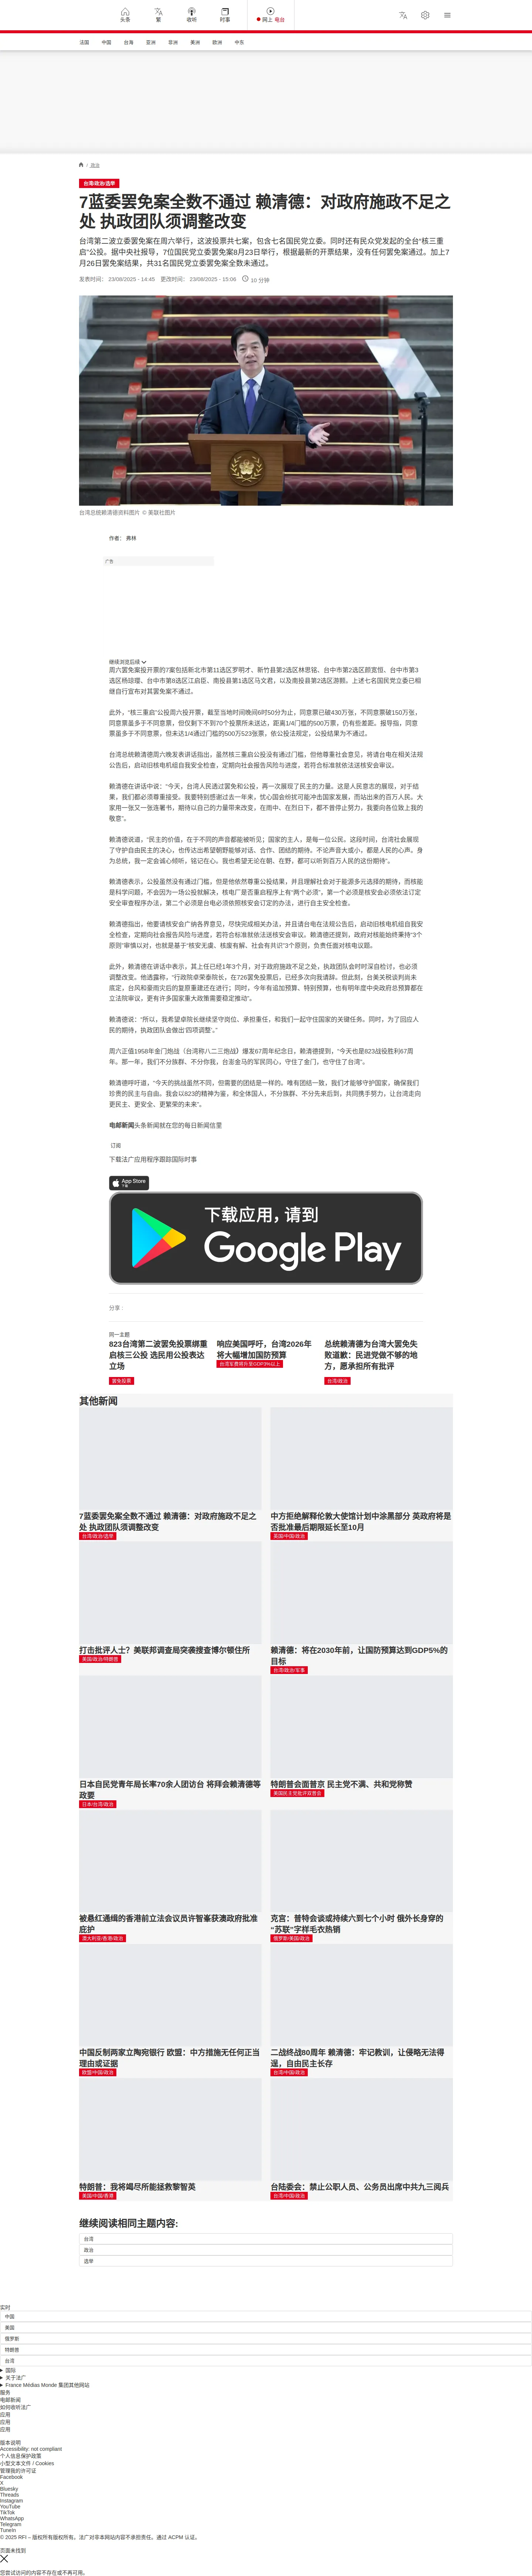 头条
繁
收听
时事
网上 电台
法国
中国
台海
亚洲
非洲
美洲
欧洲
中东
/ 政治
台湾/政治/选举
7蓝委罢免案全数不通过 赖清德：对政府施政不足之
处 执政团队须调整改变
台湾第二波立委罢免案在周六举行，这波投票共七案，包含七名国民党立委。同时还有民众党发起的全台“核三重
启”公投。据中央社报导，7位国民党立委罢免案8月23日举行，根据最新的开票结果，没有任何罢免案通过。加上7
月26日罢免案结果，共31名国民党立委罢免案全数未通过。
发表时间： 23/08/2025 - 14:45 更改时间： 23/08/2025 - 15:06 10 分钟
台湾总统赖清德资料图片 © 美联社图片
作者： 弗林
广告
继续浏览后续
周六罢免案投开票的7案包括新北市第11选区罗明才、新竹县第2选区林思铭、台中市第2选区颜宽恒、台中市第3
选区杨琼璎、台中市第8选区江启臣、南投县第1选区马文君，以及南投县第2选区游颢。上述七名国民党立委已相
继自行宣布对其罢免案不通过。
此外，“核三重启”公投周六投开票，截至当地时间晚间6时50分为止，同意票已破430万张，不同意票破150万张，
同意票虽多于不同意票，但仅剩下不到70个投票所未送达，距离1/4门槛的500万票，仍有些差距。报导指，同意
票虽多于不同意票，但未达1/4通过门槛的500万523张票，依公投法规定，公投结果为不通过。
台湾总统赖清德周六晚发表讲话指出，虽然核三重启公投没有通过门槛，但他尊重社会意见，将请台电在相关法规
公告后，启动旧核电机组自我安全检查，定期向社会报告风险与进度，若符合标准就依法送核安会审议。
赖清德在讲话中说：“今天，台湾人民透过罢免和公投，再一次展现了民主的力量。这是人民意志的展现，对于结
果，我们都必须尊重接受。我要特别感谢过去一年来，忧心国会纷扰可能冲击国家发展，而站出来的百万人民。大
家用一张又一张连署书，期待以自己的力量带来改变，在雨中、在烈日下，都不曾停止努力，我要向各位致上我的
敬意”。
赖清德说道，“民主的价值，在于不同的声音都能被听见；国家的主人，是每一位公民。这段时间，台湾社会展现
了守护自由民主的决心，也传达出希望朝野能够对话、合作、团结的期待。不论声音大或小，都是人民的心声。身
为总统，我一定会诚心倾听，铭记在心。我也希望无论在朝、在野，都可以听到百万人民的这份期待”。
赖清德表示，公投虽然没有通过门槛，但是他依然尊重公投结果，并且理解社会对于能源多元选择的期待，而核能
是科学问题，不会因为一场公投就解决，核电厂是否重启程序上有“两个必须”，第一个必须是核安会必须依法订定
安全审查程序办法，第二个必须是台电必须依照核安会订定的办法，进行自主安全检查。
赖清德指出，他要请核安会广纳各界意见，尽快完成相关办法，并且请台电在法规公告后，启动旧核电机组自我安
全检查，定期向社会报告风险与进度，若符合标准就依法送核安会审议。赖清德还提到，政府对核能始终秉持“3个
原则”审慎以对，也就是基于“核安无虞、核废有解、社会有共识”3个原则，负责任面对核电议题。
此外，赖清德在讲话中表示，其上任已经1年3个月，对于政府施政不足之处，执政团队会时时深自检讨，也必须
调整改变。他透露称，“行政院卓荣泰院长，在726罢免投票后，已经多次向我请辞。但此刻，台美关税谈判尚未
底定，台风和豪雨灾后的复原重建还在进行；同时，今年有追加预算、特别预算，也有明年度中央政府总预算都在
立法院审议，更有许多国家重大政策需要稳定推动”。
赖清德说：“所以，我希望卓院长继续坚守岗位、承担重任，和我们一起守住国家的关键任务。同时，为了回应人
民的期待，执政团队会做出‘四项调整’。”
周六正值1958年金门炮战（台湾称八二三炮战）爆发67周年纪念日，赖清德提到，“今天也是823战役胜利67周
年。那一年，我们不分族群、不分你我，台澎金马的军民同心，守住了金门，也守住了台湾”。
赖清德呼吁道，“今天的挑战虽然不同，但需要的团结是一样的。唯有团结一致，我们才能够守护国家，确保我们
珍贵的民主与自由。我会以823的精神为鉴，和全体国人，不分族群、不分先来后到，共同携手努力，让台湾走向
更民主、更安全、更繁荣的未来”。
电邮新闻头条新闻就在您的每日新闻信里
订阅
下载法广应用程序跟踪国际时事
App Store
下载
下载应用，请到
Google Play
分享 :
同一主题
823台湾第二波罢免投票绑重
启核三公投 选民用公投表达
立场
罢免投票
响应美国呼吁，台湾2026年
将大幅增加国防预算
台湾军费将升至GDP3%以上
总统赖清德为台湾大罢免失
败道歉：民进党做不够的地
方，愿承担所有批评
台湾/政治
其他新闻
7蓝委罢免案全数不通过 赖清德：对政府施政不足之
处 执政团队须调整改变
台湾/政治/选举
中方拒绝解释伦敦大使馆计划中涂黑部分 英政府将是
否批准最后期限延长至10月
英国/中国/政治
打击批评人士？美联邦调查局突袭搜查博尔顿住所
美国/政治/特朗普
赖清德：将在2030年前，让国防预算达到GDP5%的
目标
台湾/政治/军事
日本自民党青年局长率70余人团访台 将拜会赖清德等
政要
日本/台湾/政治
特朗普会面普京 民主党不满、共和党称赞
美国民主党批评双普会
被悬红通缉的香港前立法会议员许智峯获澳政府批准
庇护
澳大利亚/香港/政治
克宫：普特会谈或持续六到七个小时 俄外长身穿的
“苏联”字样毛衣热销
俄罗斯/美国/政治
中国反制两家立陶宛银行 欧盟：中方措施无任何正当
理由或证据
欧盟/中国/政治
二战终战80周年 赖清德：牢记教训，让侵略无法得
逞，自由民主长存
台湾/中国/政治
特朗普：我将竭尽所能拯救黎智英
美国/中国/香港
台陆委会：禁止公职人员、公务员出席中共九三阅兵
台湾/中国/政治
继续阅读相同主题内容:
台湾
政治
选举
实时
中国
美国
俄罗斯
特朗普
台湾
国际
关于法广
France Médias Monde 集团其他网站
服务
电邮新闻
如何收听法广
应用
应用
应用
版本说明
Accessibility: not compliant
个人信息保护政策
小型文本文件 / Cookies
管理我的许可证
Facebook
X
Bluesky
Threads
Instagram
YouTube
TikTok
WhatsApp
Telegram
TuneIn
© 2025 RFI – 版权所有版权所有。法广对非本网站内容不承担责任。通过 ACPM 认证。
页面未找到
您尝试访问的内容不存在或不再可用。